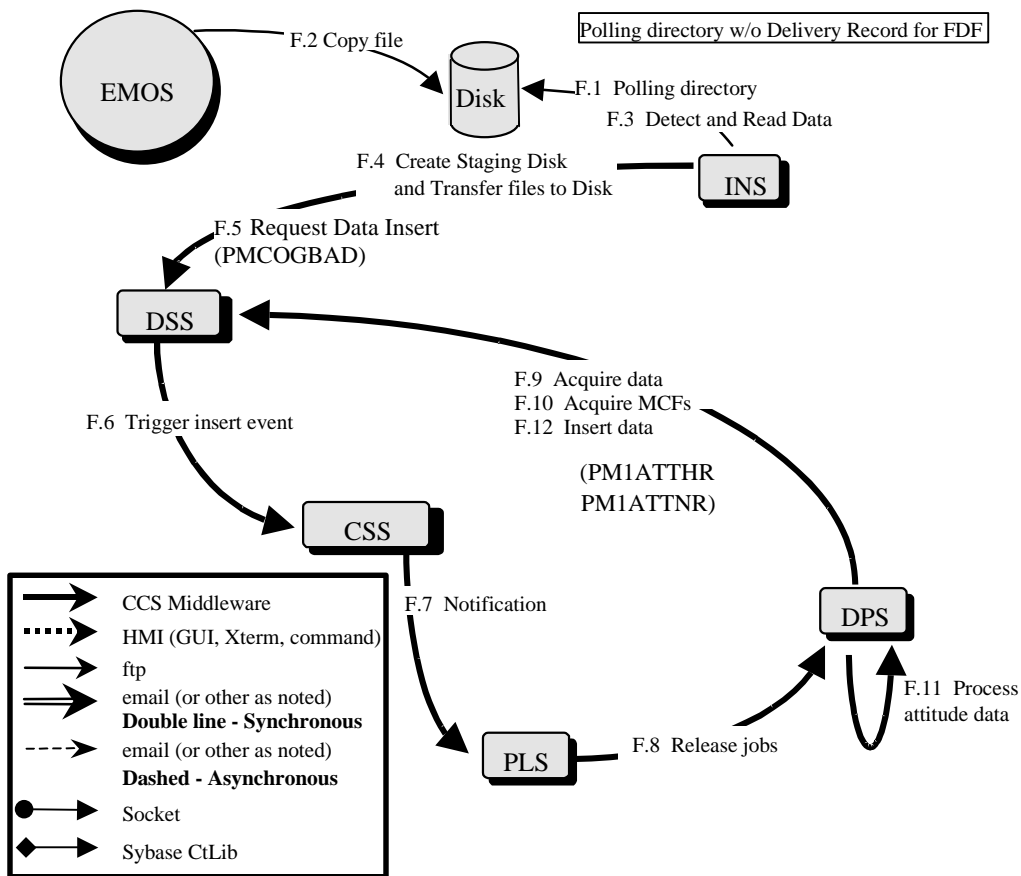 Polling directory w/o Delivery Record for FDF
F.2 Copy file
EMOS
Disk
F.1 Polling directory
F.3 Detect and Read Data
F.4 Create Staging Disk
and Transfer files to Disk
INS
F.5 Request Data Insert
(PMCOGBAD)
DSS
F.9 Acquire data
F.10 Acquire MCFs
F.12 Insert data
F.6 Trigger insert event
(PM1ATTHR
PM1ATTNR)
CSS
F.7 Notification
DPS
F.11 Process
attitude data
F.8 Release jobs
PLS
CCS Middleware
HMI (GUI, Xterm, command)
ftp
email (or other as noted)
Double line - Synchronous
email (or other as noted)
Dashed - Asynchronous
Socket
Sybase CtLib